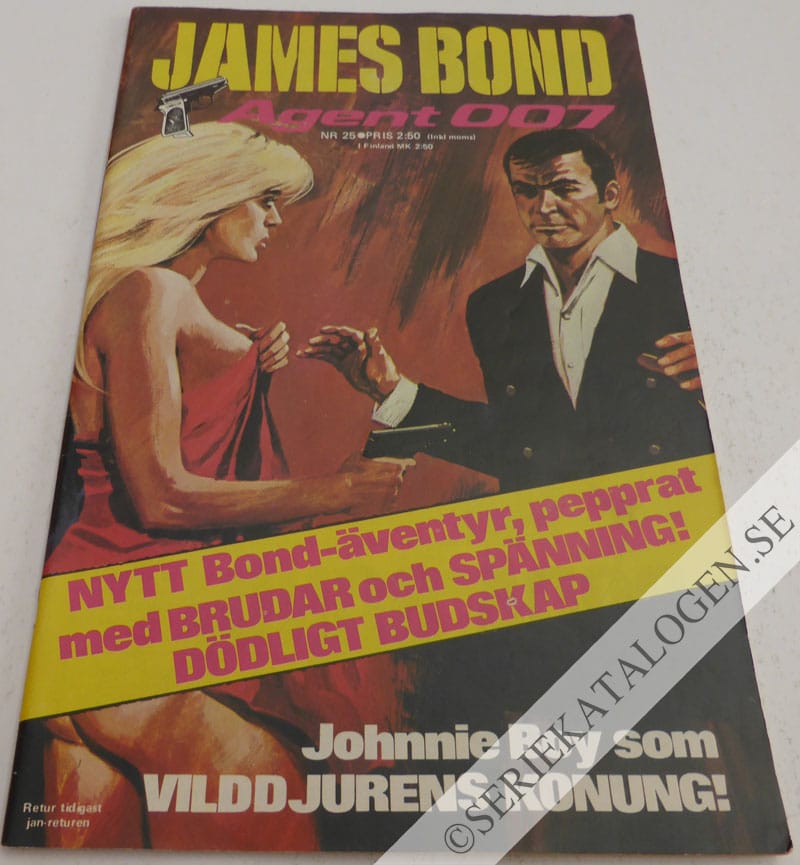 JAMES BOND
Agent 007
NR 25●PRIS 2:50 (Inkl moms)
I Finland MK 2:50
NYTT Bond-äventyr, pepprat
med BRUDAR och SPÄNNING!
DÖDLIGT BUDSKAP
Johnnie som
VILDDJURENS KONUNG!
Retur tidigast
jan-returen
©SERIEKATALOGEN.SE